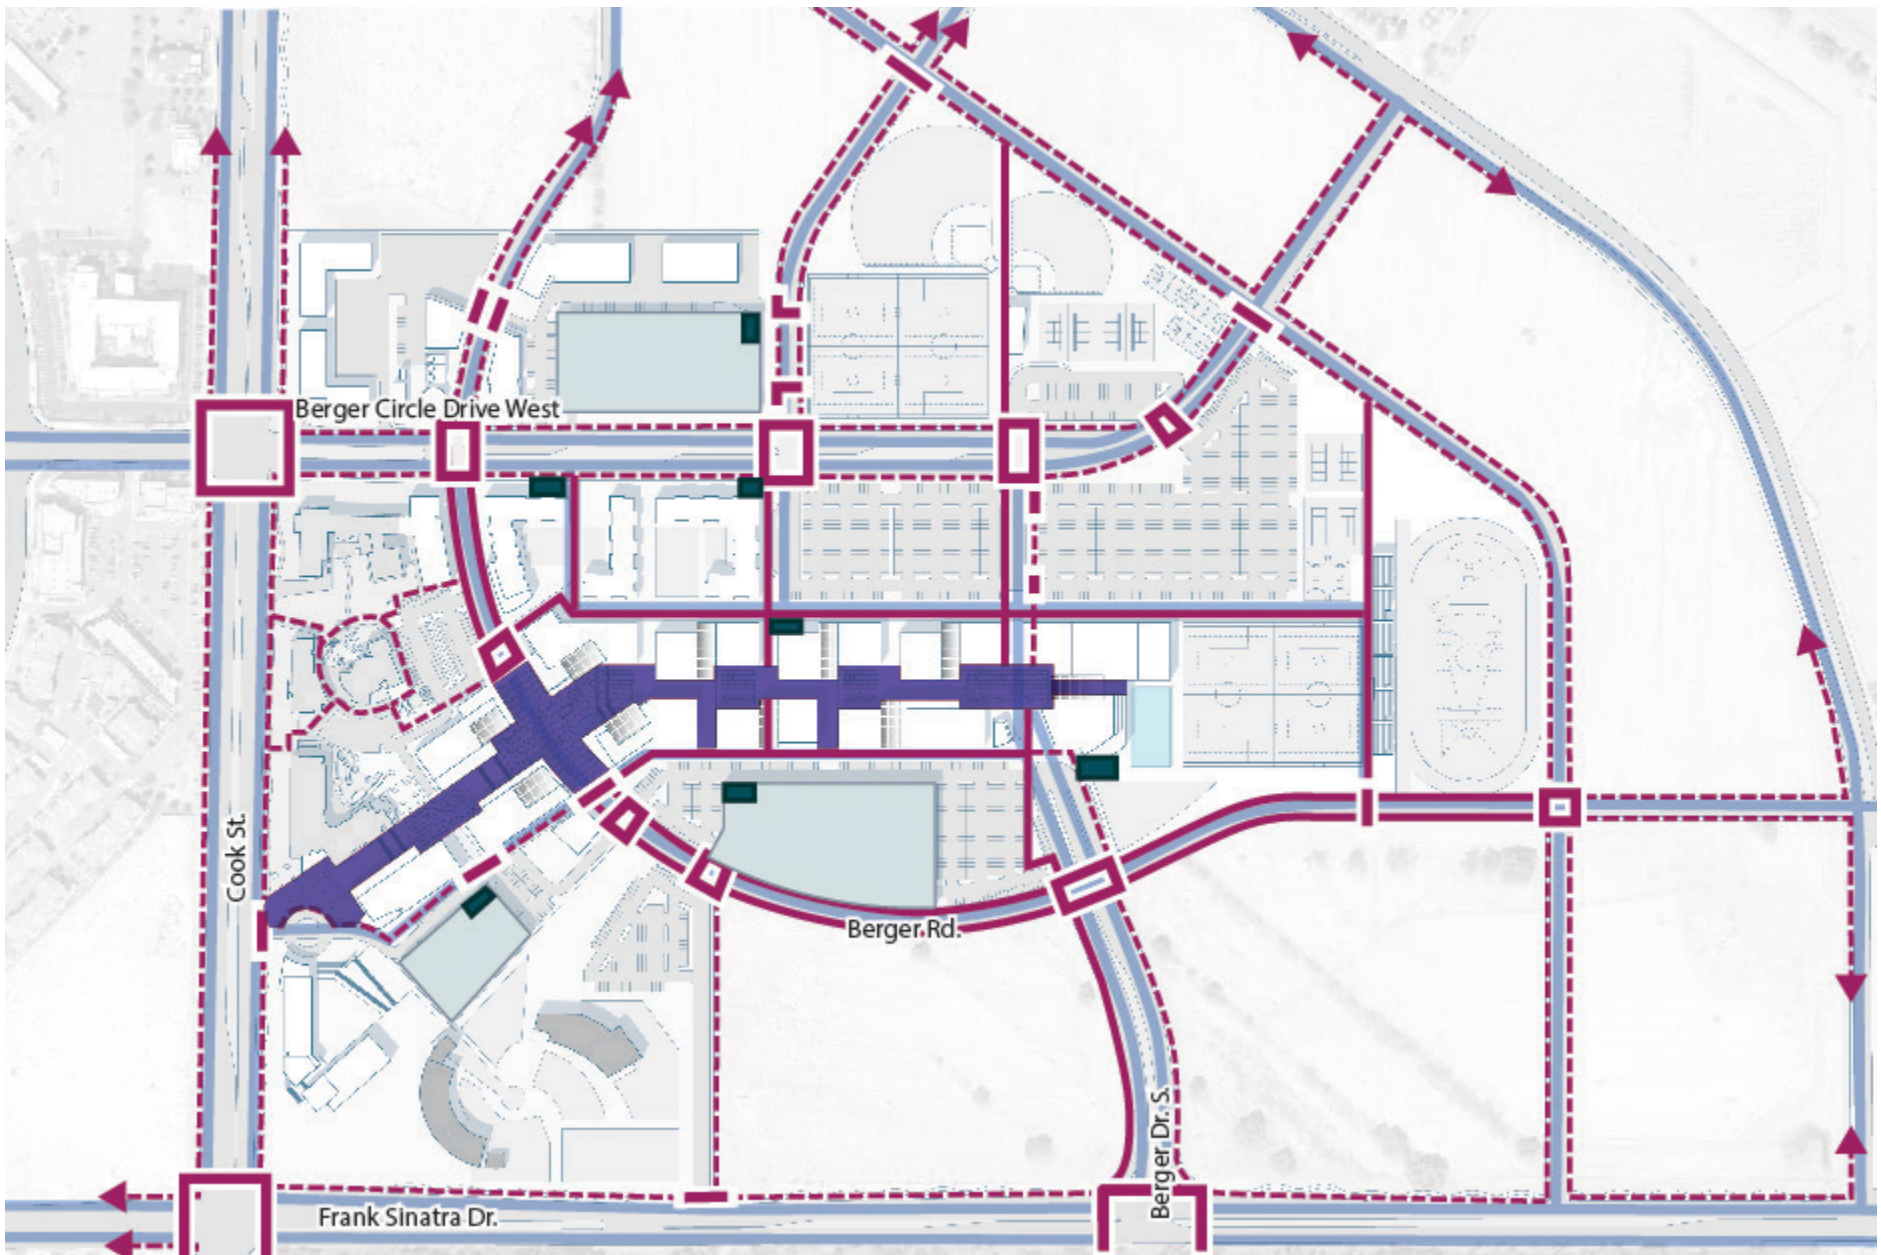 Berger Circle Drive West
Cook St.
Berger Rd.
Berger Dr. S.
Frank Sinatra Dr.